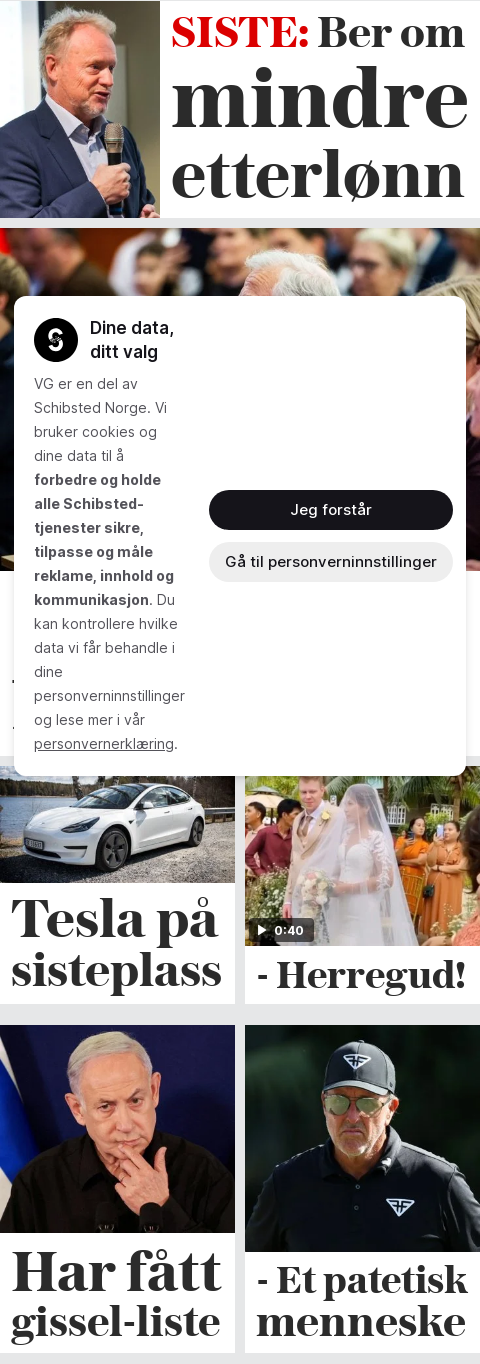 SISTE: Ber om
mindre
etterlønn
Dine data,
ditt valg
VG er en del av
Schibsted Norge. Vi
bruker cookies og
dine data til å
forbedre og holde
alle Schibsted-
tjenester sikre,
tilpasse og måle
reklame, innhold og
kommunikasjon. Du
kan kontrollere hvilke
data vi får behandle i
dine
personverninnstillinger
og lese mer i vår
personvernerklæring.
Jeg forstår
Gå til personverninnstillinger
Tesla på
sisteplass
0:40
- Herregud!
Har fått
gissel-liste
- Et patetisk
menneske